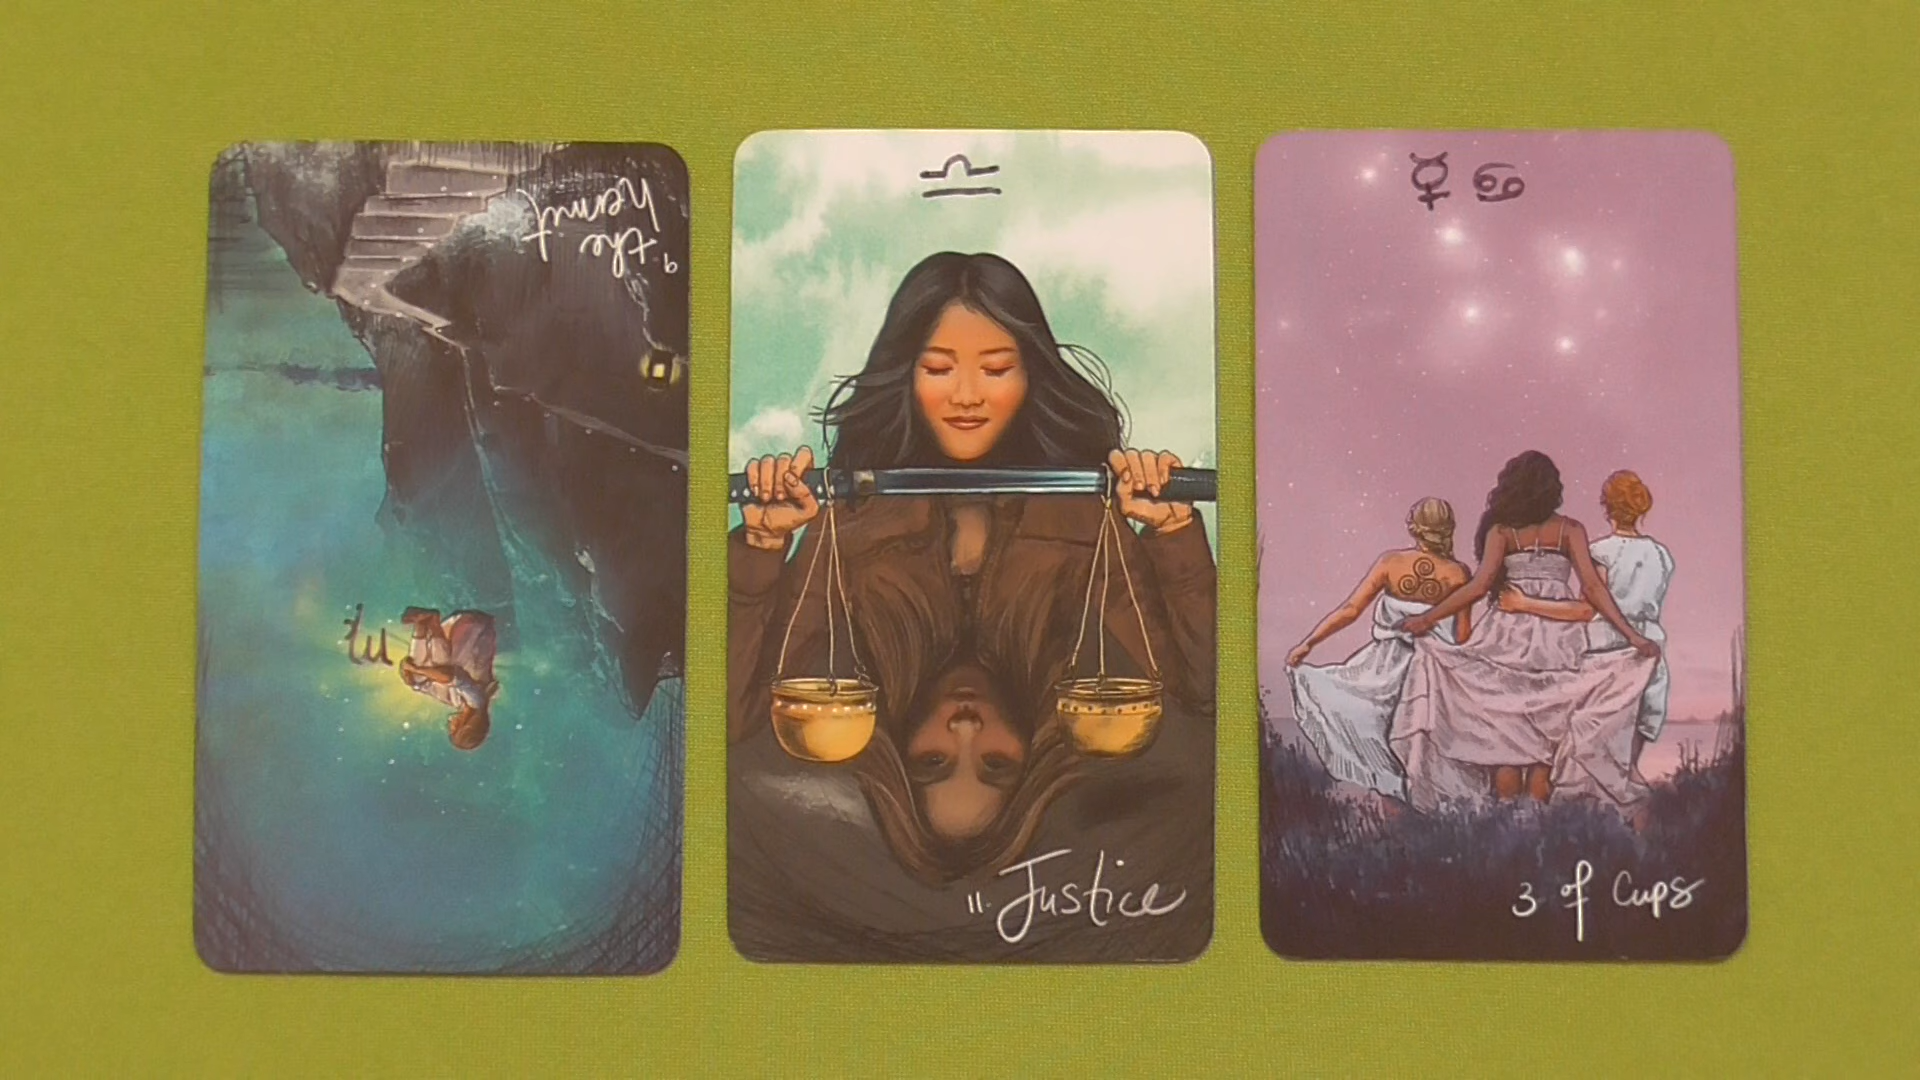 9. the
hermit
♍
♎
11. Justice
☿ ♋
3 of Cups